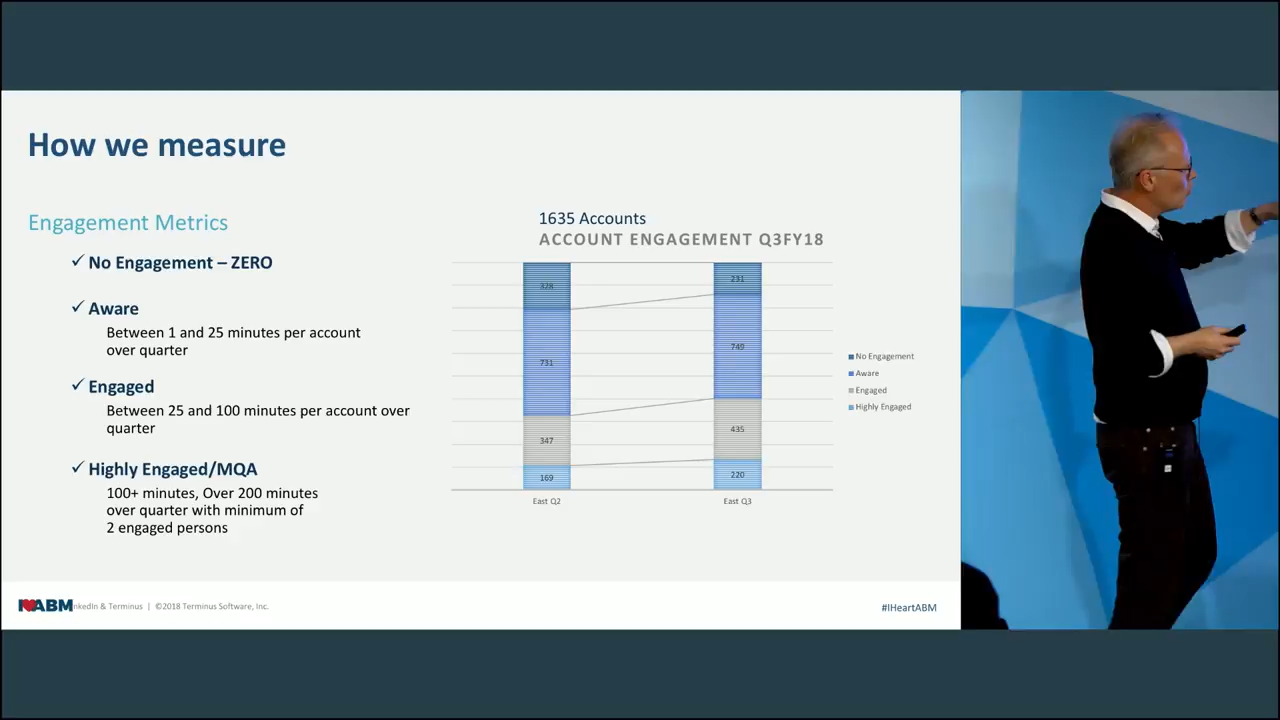 How we measure
Engagement Metrics
✓ No Engagement – ZERO
✓ Aware
Between 1 and 25 minutes per account
over quarter
✓ Engaged
Between 25 and 100 minutes per account over
quarter
✓ Highly Engaged/MQA
100+ minutes, Over 200 minutes
over quarter with minimum of
2 engaged persons
1635 Accounts
ACCOUNT ENGAGEMENT Q3FY18
328 231
731 749
347 435
169 220
East Q2 East Q3
No Engagement
Aware
Engaged
Highly Engaged
I ABM nkedIn & Terminus | ©2018 Terminus Software, Inc.
#IHeartABM